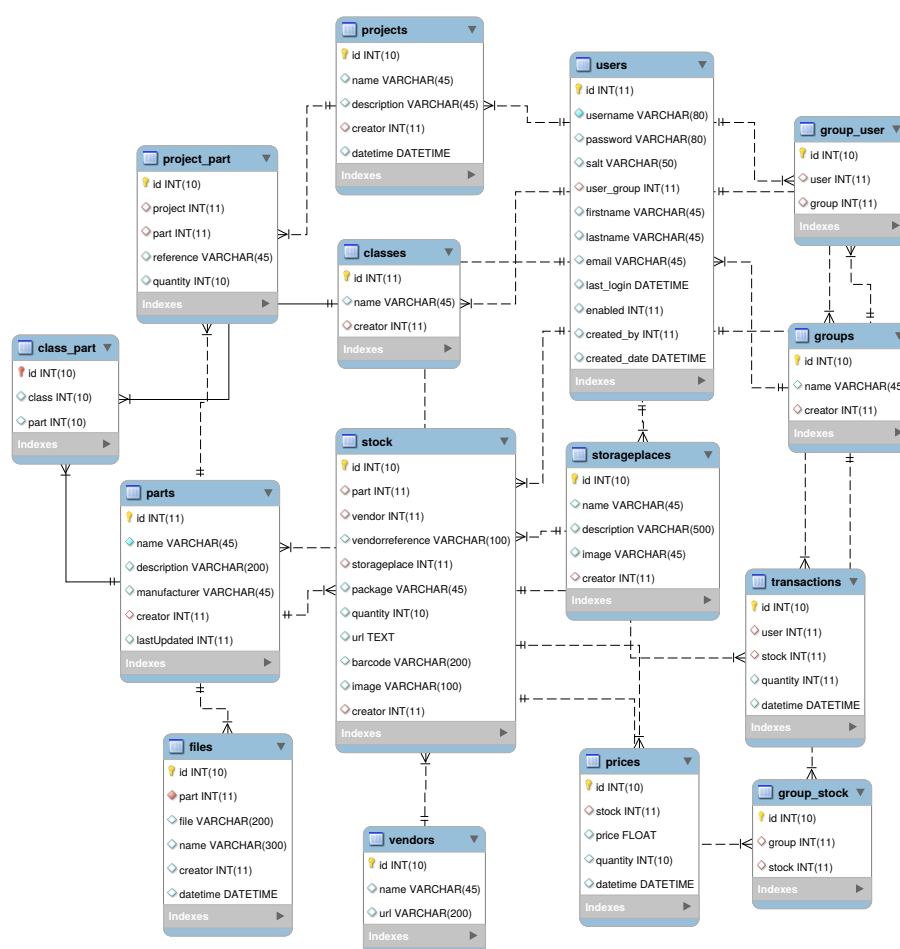 projects
id INT(10)
name VARCHAR(45)
description VARCHAR(45)
creator INT(11)
datetime DATETIME
Indexes
users
id INT(11)
username VARCHAR(80)
password VARCHAR(80)
salt VARCHAR(50)
user_group INT(11)
firstname VARCHAR(45)
lastname VARCHAR(45)
email VARCHAR(45)
last_login DATETIME
enabled INT(11)
created_by INT(11)
created_date DATETIME
Indexes
group_user
id INT(10)
user INT(11)
group INT(11)
Indexes
project_part
id INT(10)
project INT(11)
part INT(11)
reference VARCHAR(45)
quantity INT(10)
Indexes
classes
id INT(11)
name VARCHAR(45)
creator INT(11)
Indexes
class_part
id INT(10)
class INT(10)
part INT(10)
Indexes
groups
id INT(10)
name VARCHAR(45
creator INT(11)
Indexes
stock
id INT(10)
part INT(11)
vendor INT(11)
vendorreference VARCHAR(100)
storageplace INT(11)
package VARCHAR(45)
quantity INT(10)
url TEXT
barcode VARCHAR(200)
image VARCHAR(100)
creator INT(11)
Indexes
storageplaces
id INT(10)
name VARCHAR(45)
description VARCHAR(500)
image VARCHAR(45)
creator INT(11)
Indexes
parts
id INT(11)
name VARCHAR(45)
description VARCHAR(200)
manufacturer VARCHAR(45)
creator INT(11)
lastUpdated INT(11)
Indexes
transactions
id INT(10)
user INT(11)
stock INT(11)
quantity INT(11)
datetime DATETIME
Indexes
files
id INT(10)
part INT(11)
file VARCHAR(200)
name VARCHAR(300)
creator INT(11)
datetime DATETIME
Indexes
prices
id INT(10)
stock INT(11)
price FLOAT
quantity INT(10)
datetime DATETIME
Indexes
group_stock
id INT(10)
group INT(11)
stock INT(11)
Indexes
vendors
id INT(10)
name VARCHAR(45)
url VARCHAR(200)
Indexes